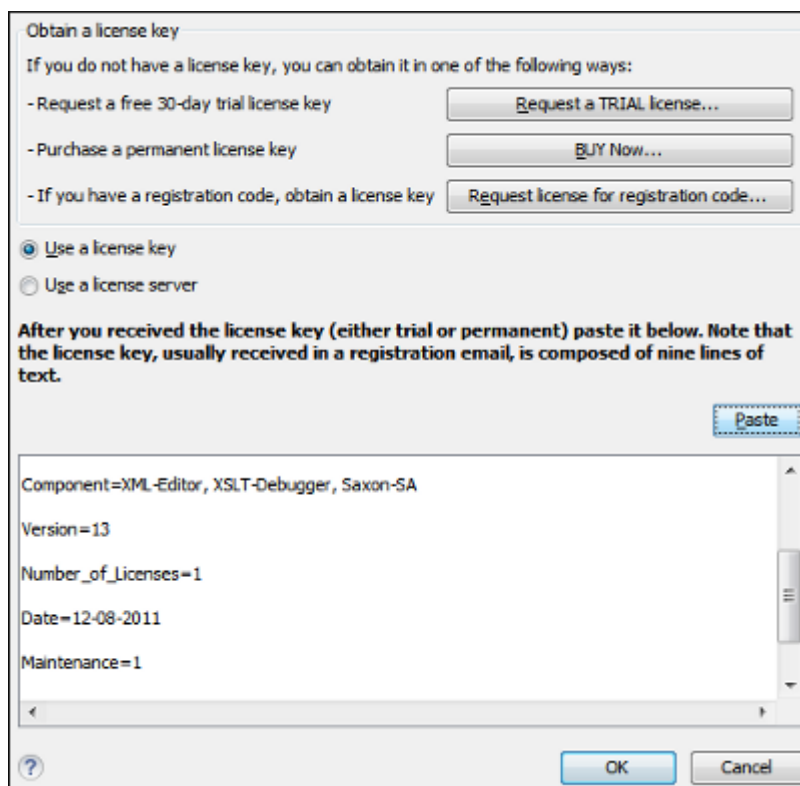 Obtain a license key
If you do not have a license key, you can obtain it in one of the following ways:
- Request a free 30-day trial license key
Request a TRIAL license...
- Purchase a permanent license key
BUY Now...
- If you have a registration code, obtain a license key
Request license for registration code...
Use a license key
Use a license server
After you received the license key (either trial or permanent) paste it below. Note that
the license key, usually received in a registration email, is composed of nine lines of
text.
Paste
Component=XML-Editor, XSLT-Debugger, Saxon-SA
Version=13
Number_of_Licenses=1
Date=12-08-2011
Maintenance=1
?
OK
Cancel